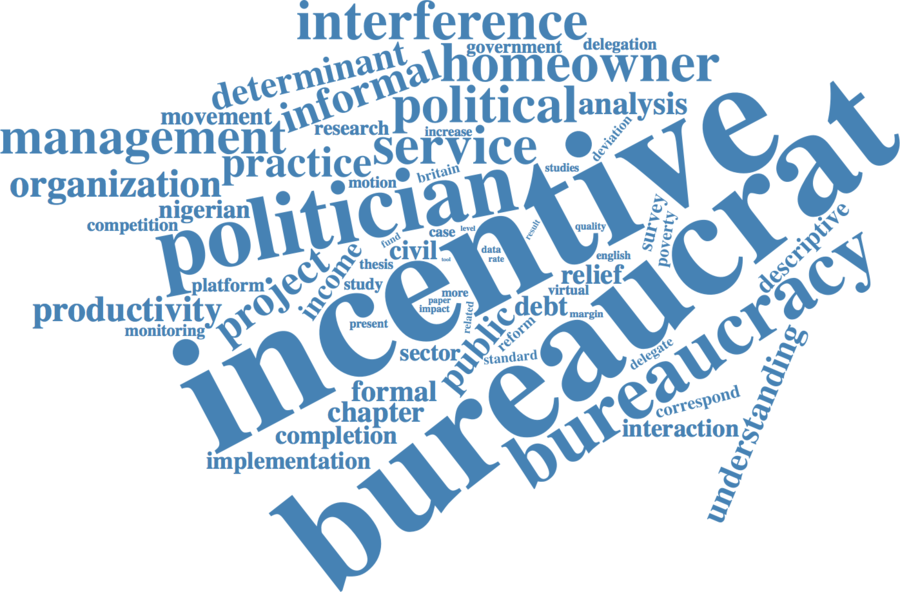 interference
government
delegation
determinant
informal
homeowner
movement
political
analysis
management
research
increase
deviation
practice
service
incentive
bureaucrat
organization
motion
britain
studies
nigerian
politician
competition
fund
case
level
result
quality
survey
poverty
civil
tool
data
rate
english
descriptive
project
income
thesis
platform
study
relief
virtual
bureaucracy
productivity
more
paper
impact
related
public
debt
margin
monitoring
present
reform
sector
standard
delegate
understanding
formal
chapter
correspond
completion
interaction
implementation